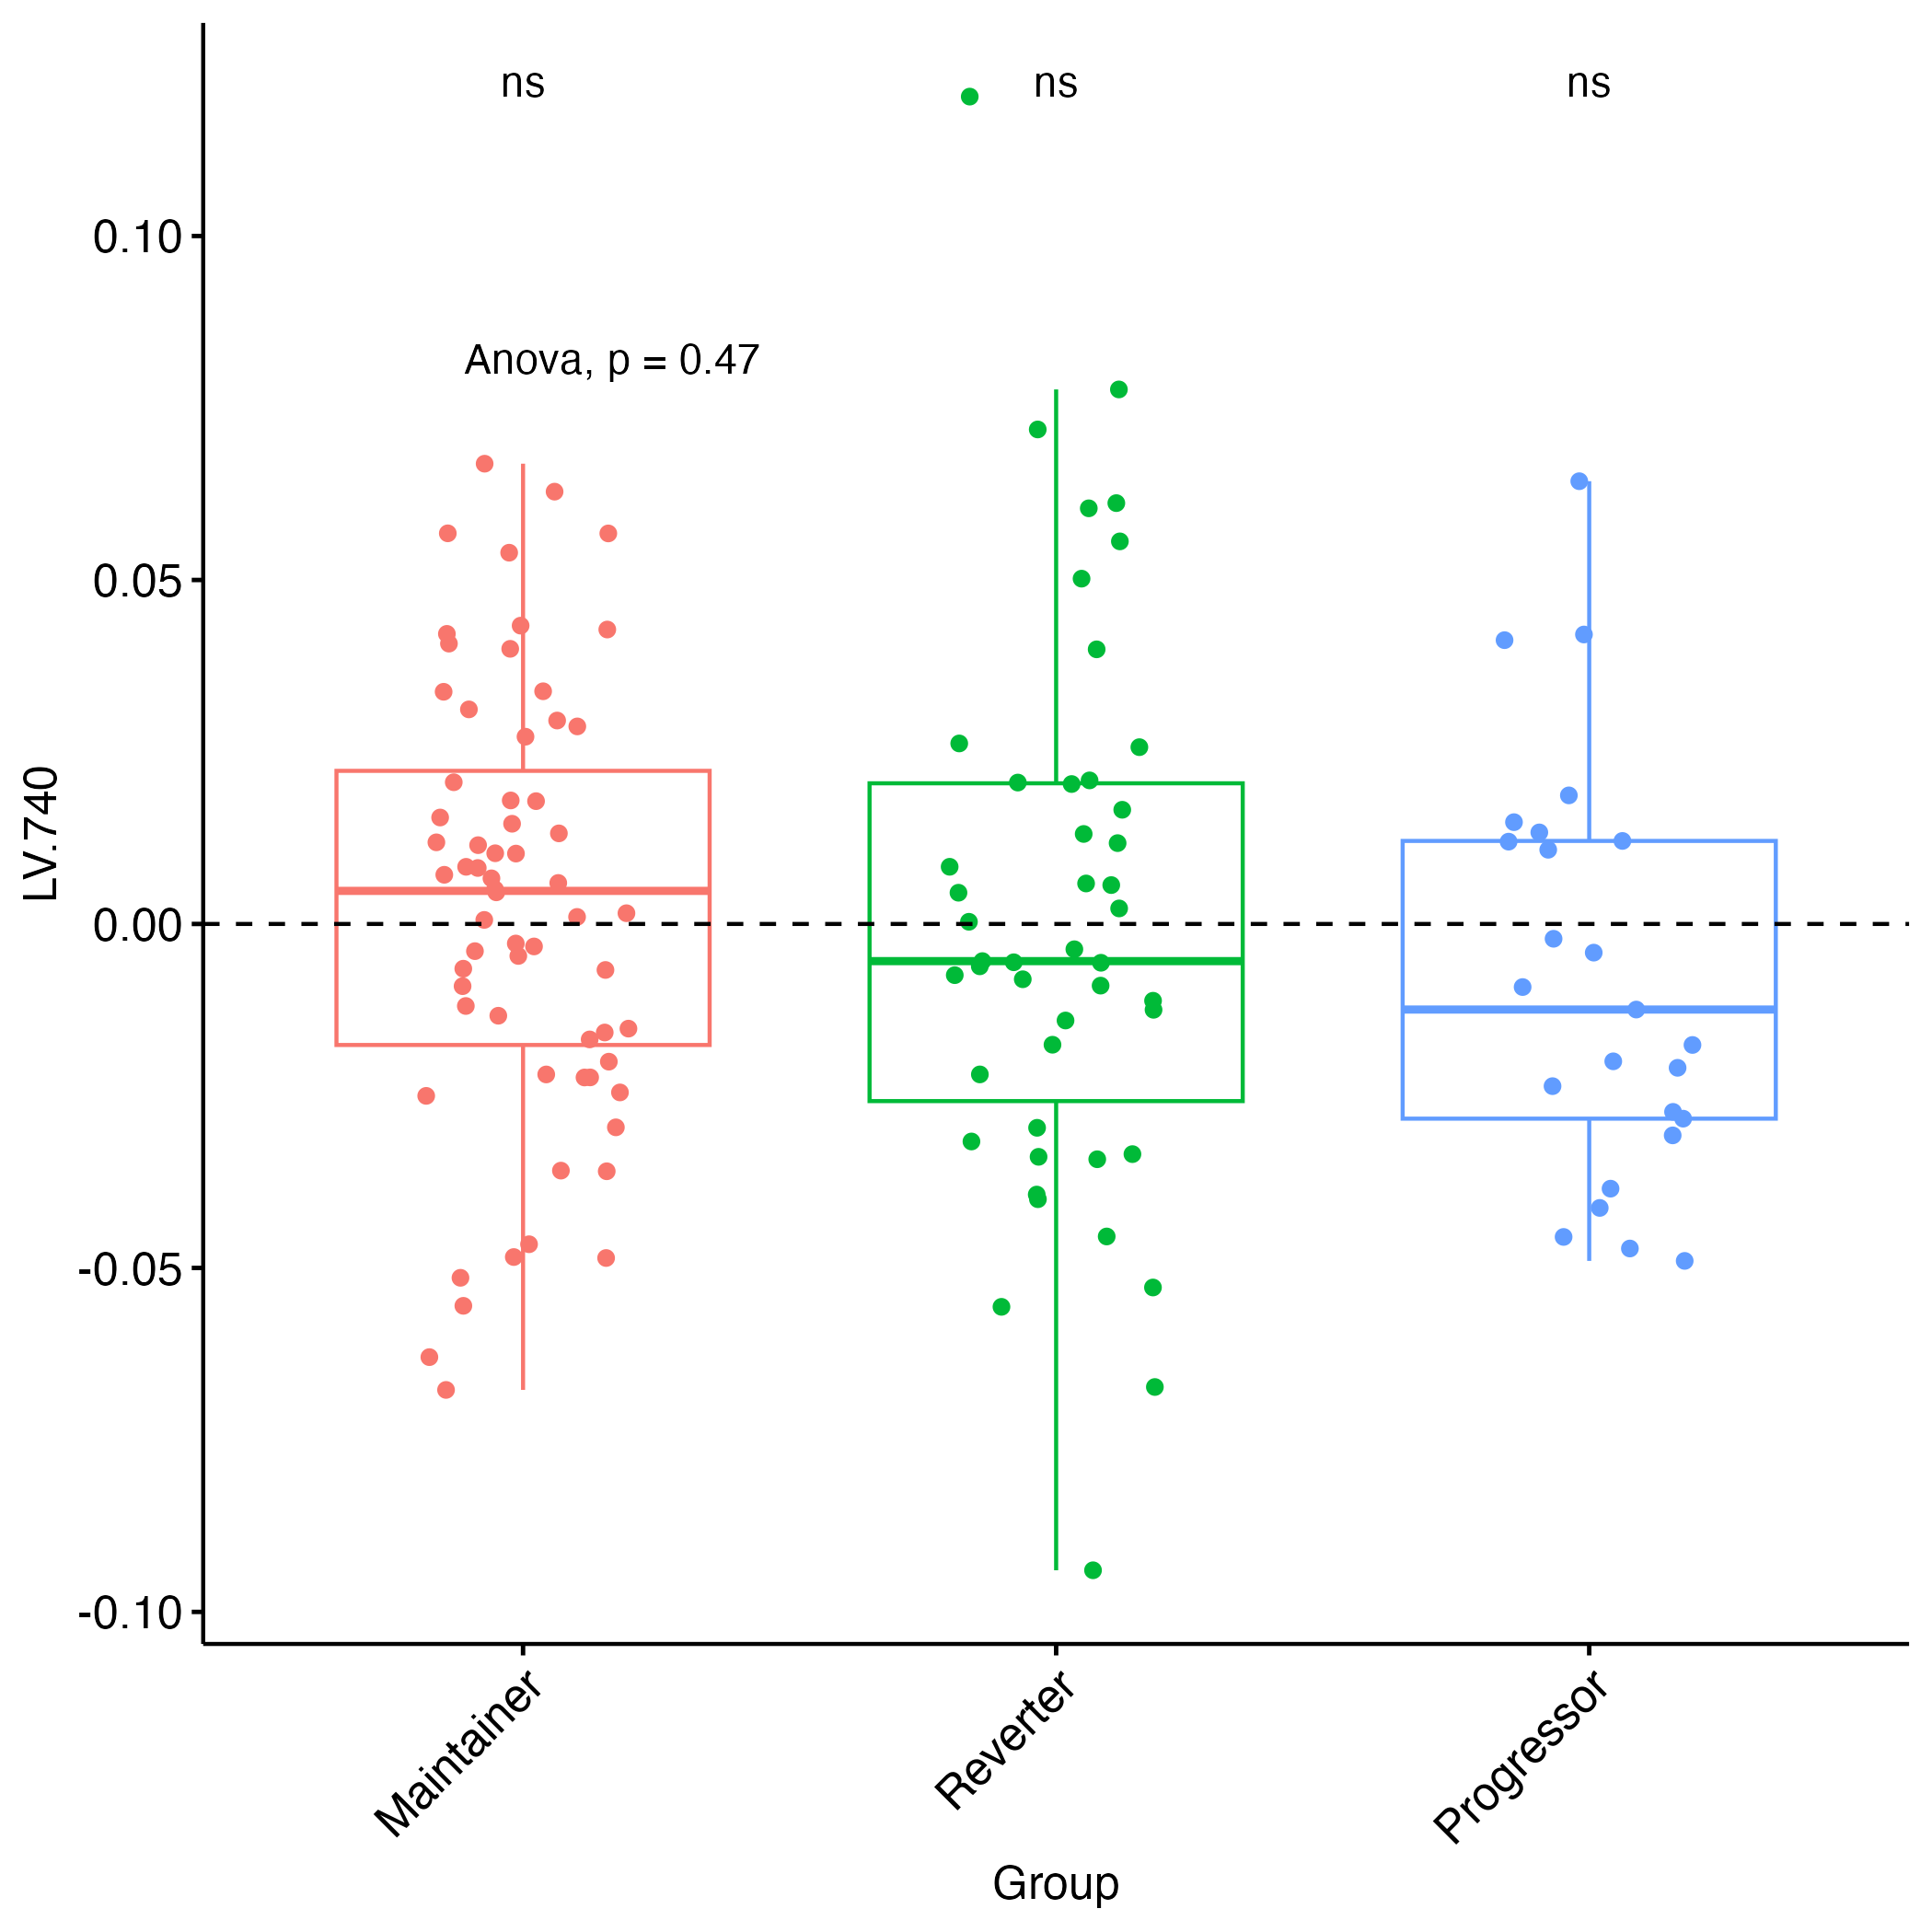 ns ns ns
0.10
Anova, p = 0.47
0.05
LV.740
0.00
-0.05
-0.10
Maintainer Reverter Progressor
Group